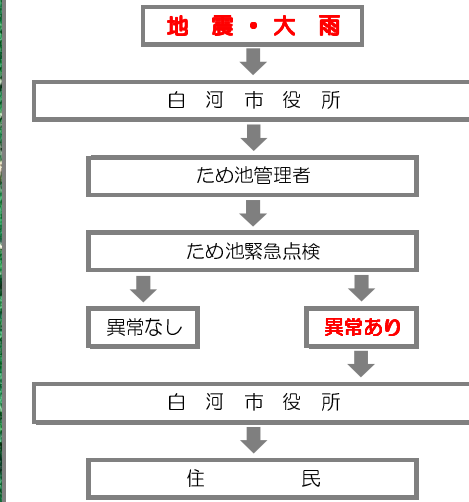 地 震 ・ 大 雨
白 河 市 役 所
ため池管理者
ため池緊急点検
異常なし 異常あり
白 河 市 役 所
住 民